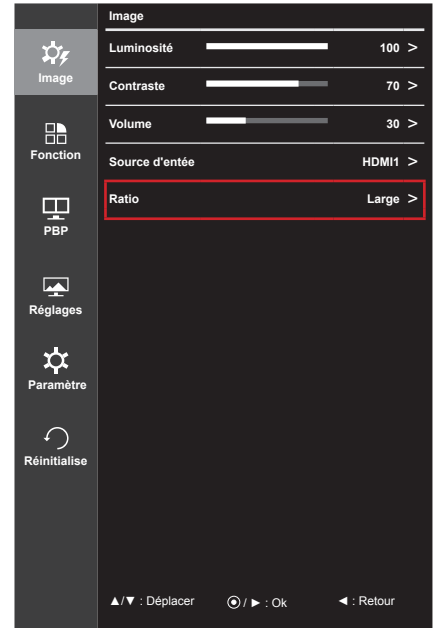 Image
Image
Luminosité 100 >
Contraste 70 >
Volume 30 >
Source d'entée HDMI1 >
Ratio Large >
Fonction
PBP
Réglages
Paramètre
Réinitialise
▲/▼ : Déplacer ⦿ / ► : Ok ◄ : Retour